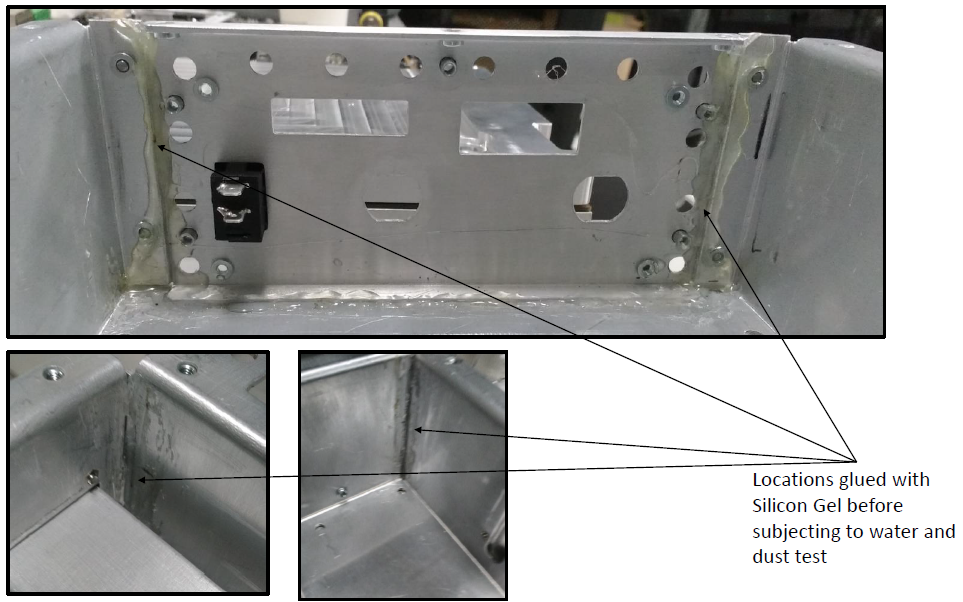 Locations glued with
Silicon Gel before
subjecting to water and
dust test